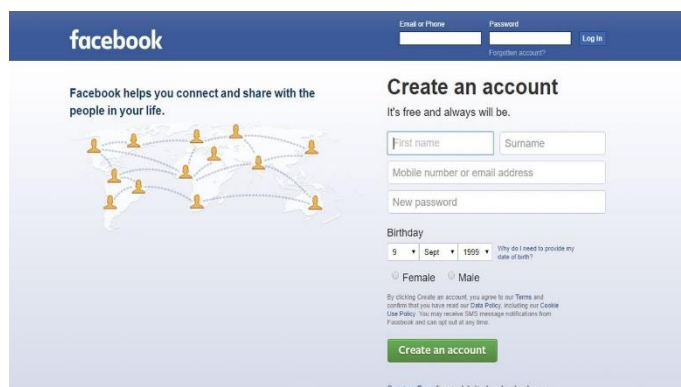 facebook
Email or Phone
Password
Log In
Forgotten account?
Facebook helps you connect and share with the
people in your life.
Create an account
It's free and always will be.
First name
Surname
Mobile number or email address
New password
Birthday
9 Sept 1999
Why do I need to provide my
date of birth?
Female Male
By clicking Create an account, you agree to our Terms and
confirm that you have read our Data Policy, including our Cookie
Use Policy. You may receive SMS message notifications from
Facebook and can opt out at any time.
Create an account